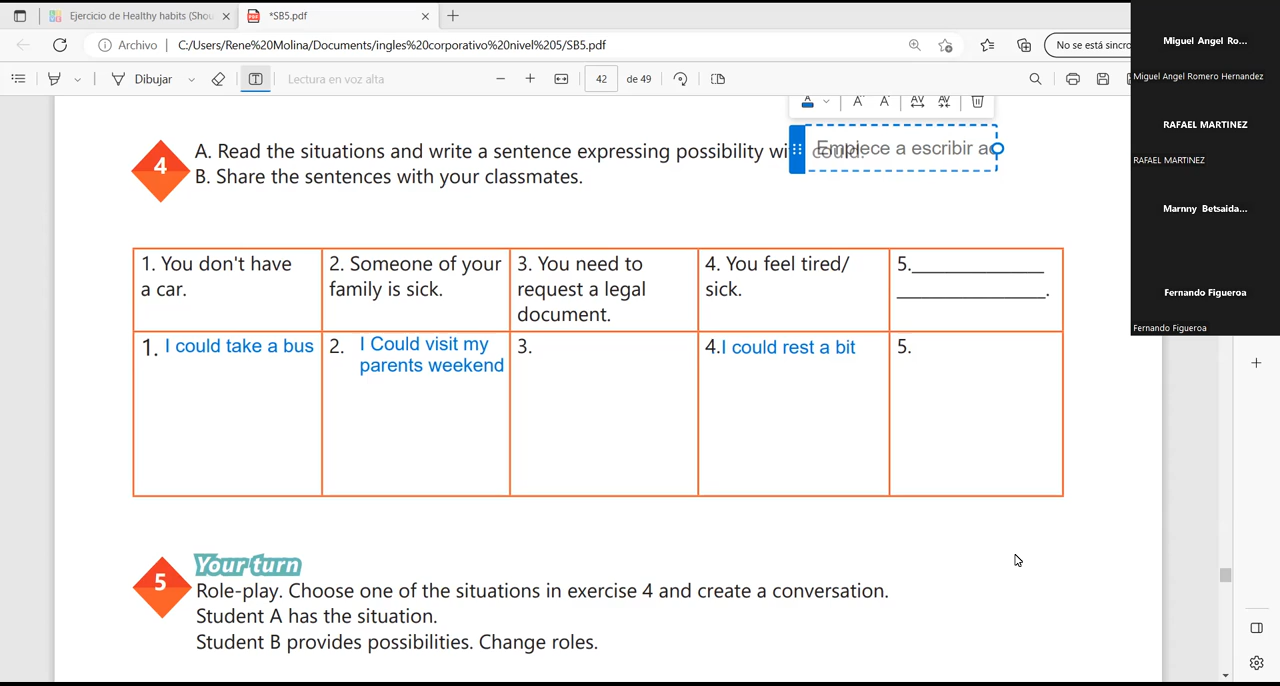 Ejercicio de Healthy habits (Shou
*SB5.pdf
Archivo
C:/Users/Rene%20Molina/Documents/ingles%20corporativo%20nivel%205/SB5.pdf
No se está sincro
Dibujar
Lectura en voz alta
42 de 49
Miguel Angel Ro...
Miguel Angel Romero Hernandez
RAFAEL MARTINEZ
RAFAEL MARTINEZ
Marnny Betsaida...
Fernando Figueroa
Fernando Figueroa
4
A. Read the situations and write a sentence expressing possibility wi could.
Empiece a escribir ac
B. Share the sentences with your classmates.
1. You don't have
a car.
2. Someone of your
family is sick.
3. You need to
request a legal
document.
4. You feel tired/
sick.
5.______________
________________.
1. I could take a bus
2. I Could visit my
parents weekend
3.
4.I could rest a bit
5.
5
Your turn
Role-play. Choose one of the situations in exercise 4 and create a conversation.
Student A has the situation.
Student B provides possibilities. Change roles.